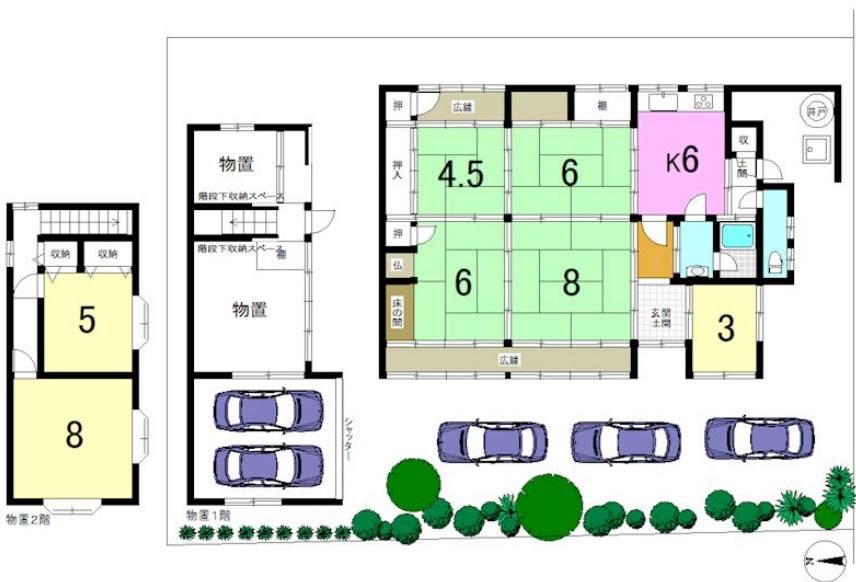 押
広縁
棚
井戸
押入
4.5
6
K6
収
土間
物置
階段下収納スペース
階段下収納スペース
棚
物置
押
仏
床の間
6
8
玄関
土間
3
広縁
収納
収納
5
8
シャッター
物置2階
物置1階
N